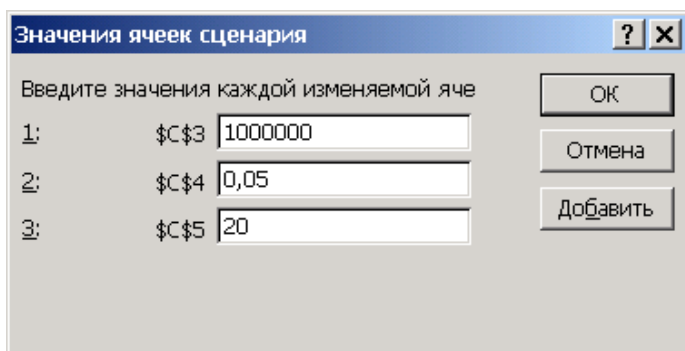 Значения ячеек сценария
Введите значения каждой изменяемой яче
1: $C$3 1000000
2: $C$4 0,05
3: $C$5 20
ОК
Отмена
Добавить